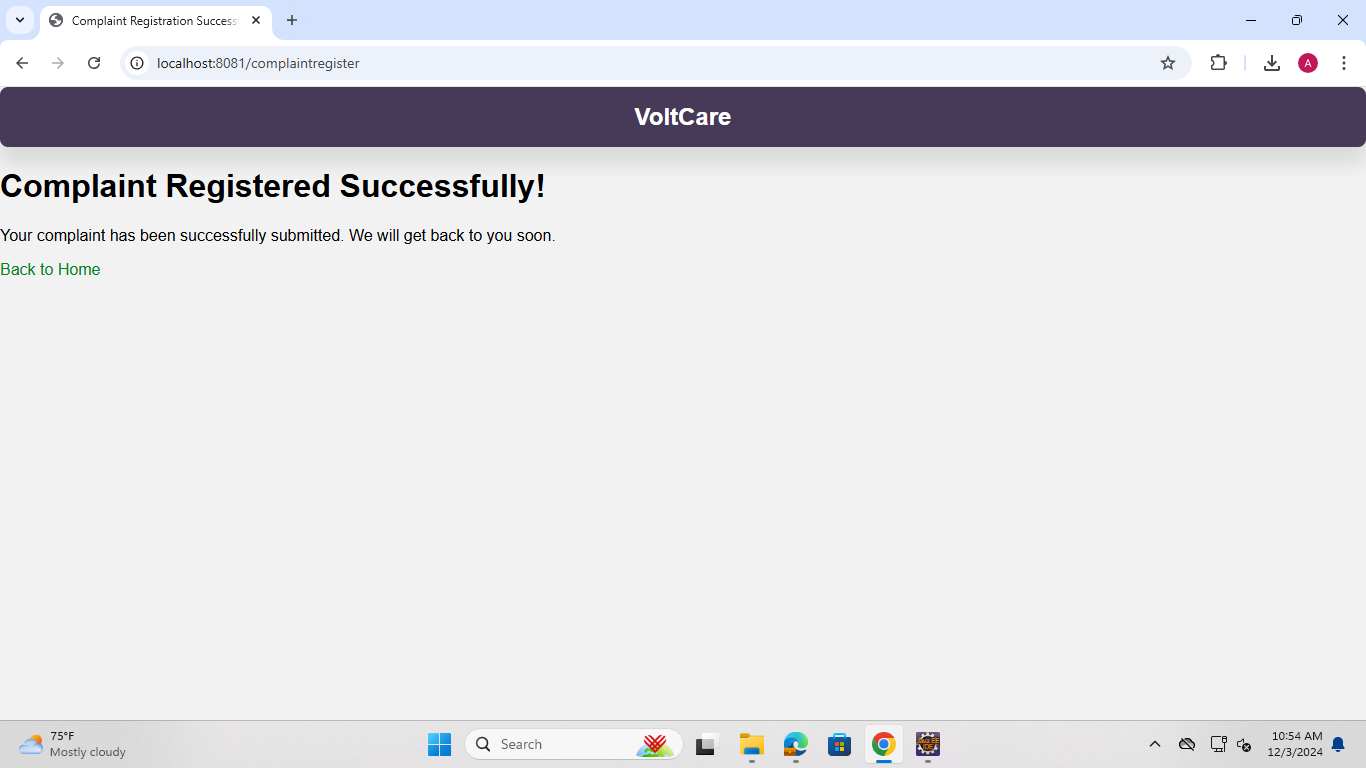 Complaint Registration Success
localhost:8081/complaintregister
A
VoltCare
Complaint Registered Successfully!
Your complaint has been successfully submitted. We will get back to you soon.
Back to Home
75°F
Mostly cloudy
Search
10:54 AM
12/3/2024